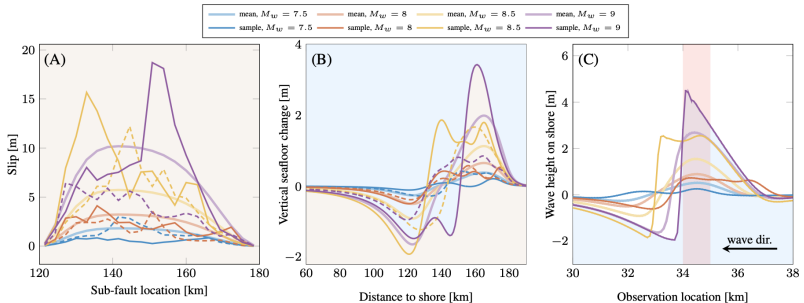 mean, Mw = 7.5 mean, Mw = 8 mean, Mw = 8.5 mean, Mw = 9
sample, Mw = 7.5 sample, Mw = 8 sample, Mw = 8.5 sample, Mw = 9
(A)
Slip [m]
20
15
10
5
0
120 140 160 180
Sub-fault location [km]
(B)
Vertical seafloor change [m]
4
2
0
−2
60 80 100 120 140 160 180
Distance to shore [km]
(C)
Wave height on shore [m]
6
4
2
0
−2
wave dir.
30 32 34 36 38
Observation location [km]